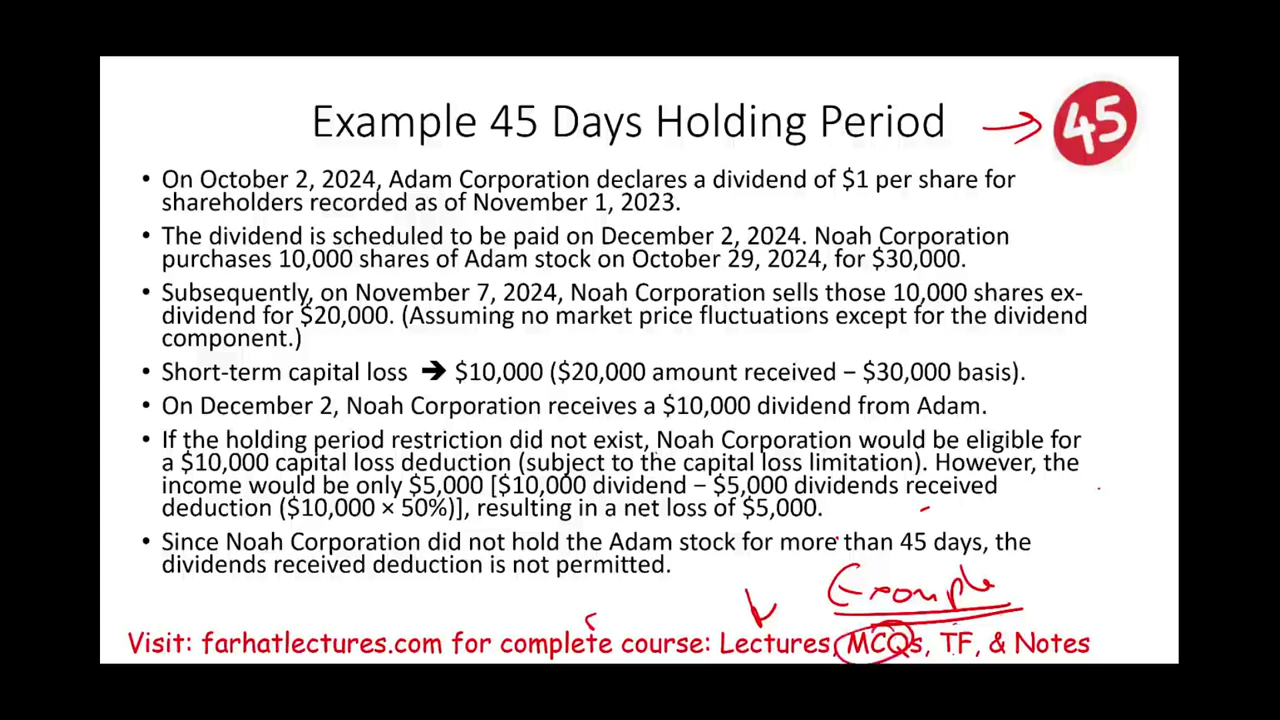 Example 45 Days Holding Period
45
• On October 2, 2024, Adam Corporation declares a dividend of $1 per share for
shareholders recorded as of November 1, 2023.
• The dividend is scheduled to be paid on December 2, 2024. Noah Corporation
purchases 10,000 shares of Adam stock on October 29, 2024, for $30,000.
• Subsequently, on November 7, 2024, Noah Corporation sells those 10,000 shares ex-
dividend for $20,000. (Assuming no market price fluctuations except for the dividend
component.)
• Short-term capital loss ➔ $10,000 ($20,000 amount received − $30,000 basis).
• On December 2, Noah Corporation receives a $10,000 dividend from Adam.
• If the holding period restriction did not exist, Noah Corporation would be eligible for
a $10,000 capital loss deduction (subject to the capital loss limitation). However, the
income would be only $5,000 [$10,000 dividend − $5,000 dividends received
deduction ($10,000 × 50%)], resulting in a net loss of $5,000.
• Since Noah Corporation did not hold the Adam stock for more than 45 days, the
dividends received deduction is not permitted.
Example
Visit: farhatlectures.com for complete course: Lectures, MCQs, TF, & Notes